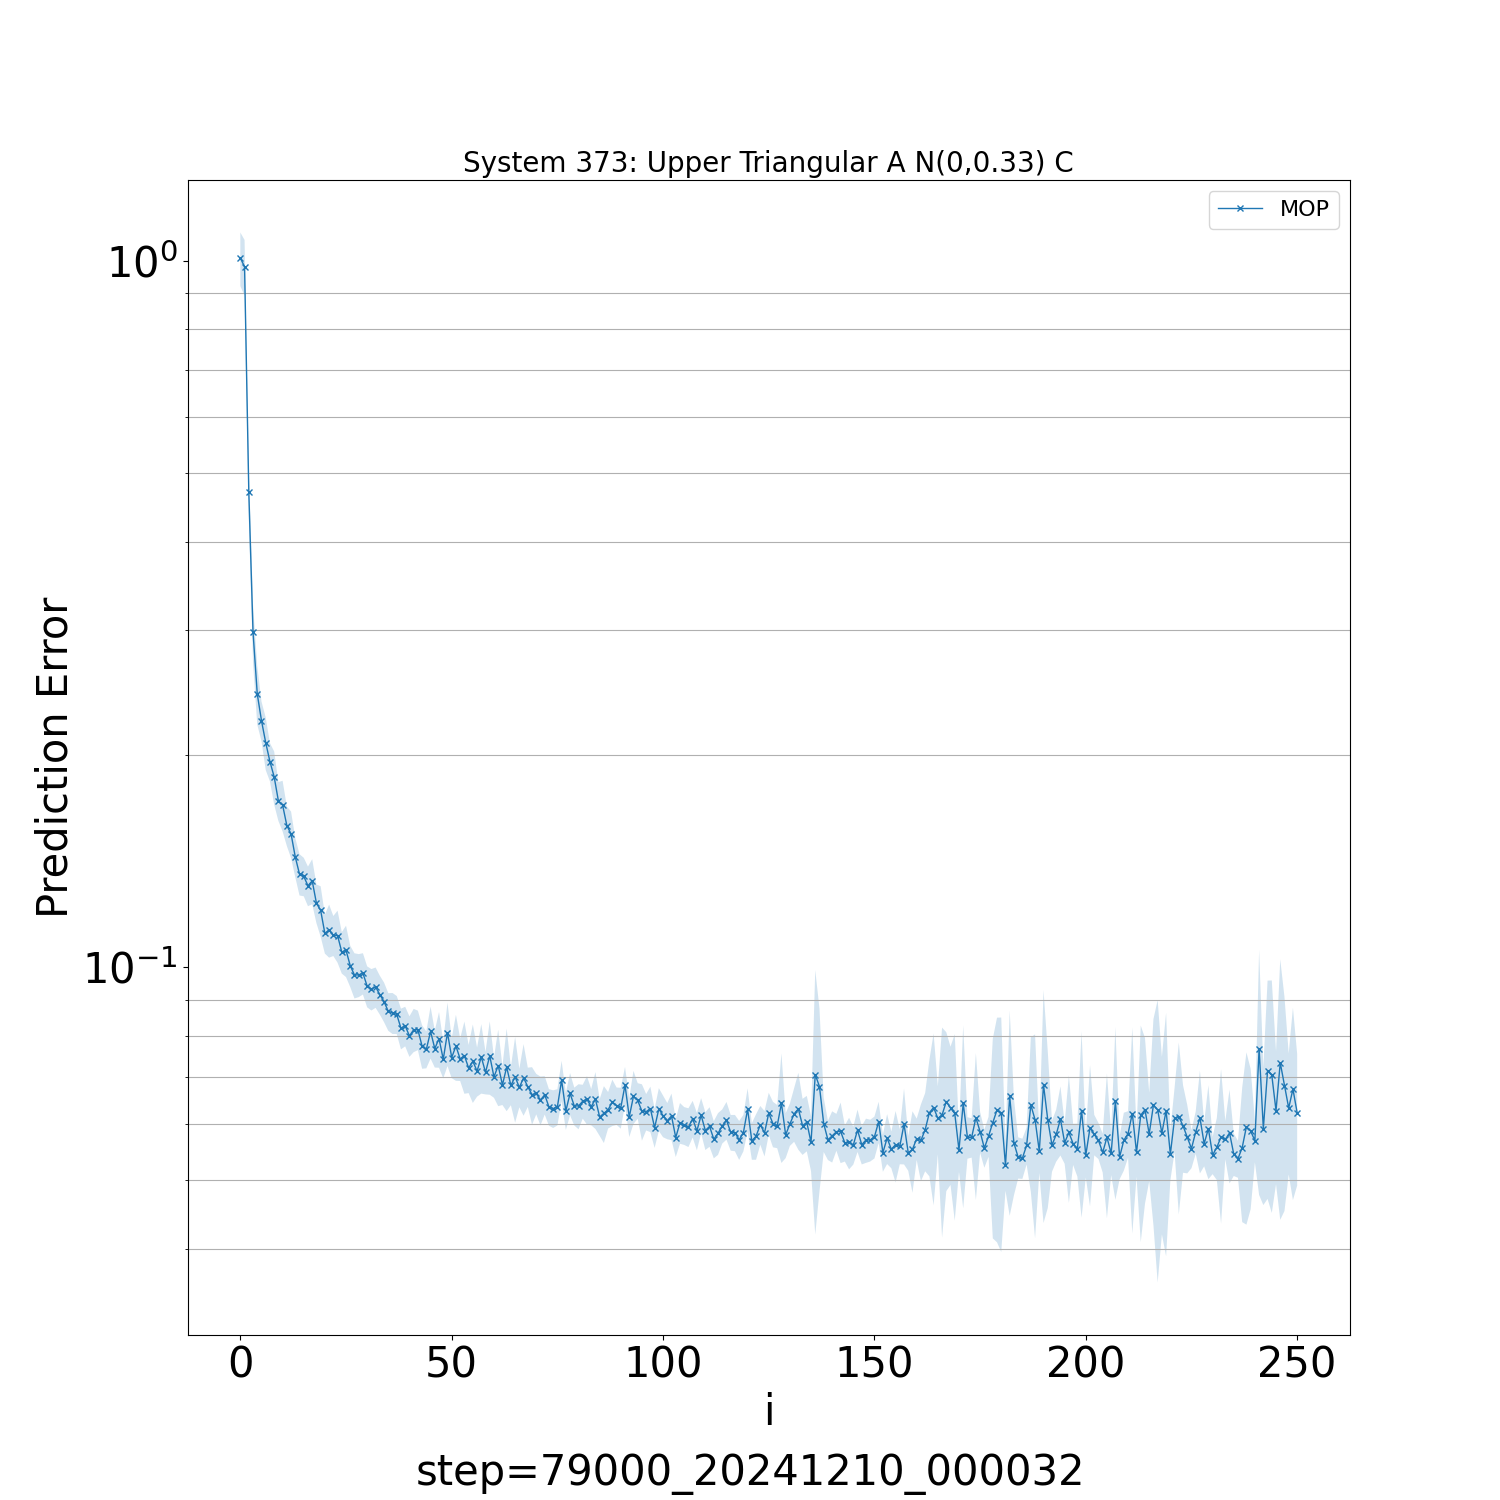 System 373: Upper Triangular A N(0,0.33) C
MOP
10⁰
10⁻¹
Prediction Error
0 50 100 150 200 250
i
step=79000_20241210_000032